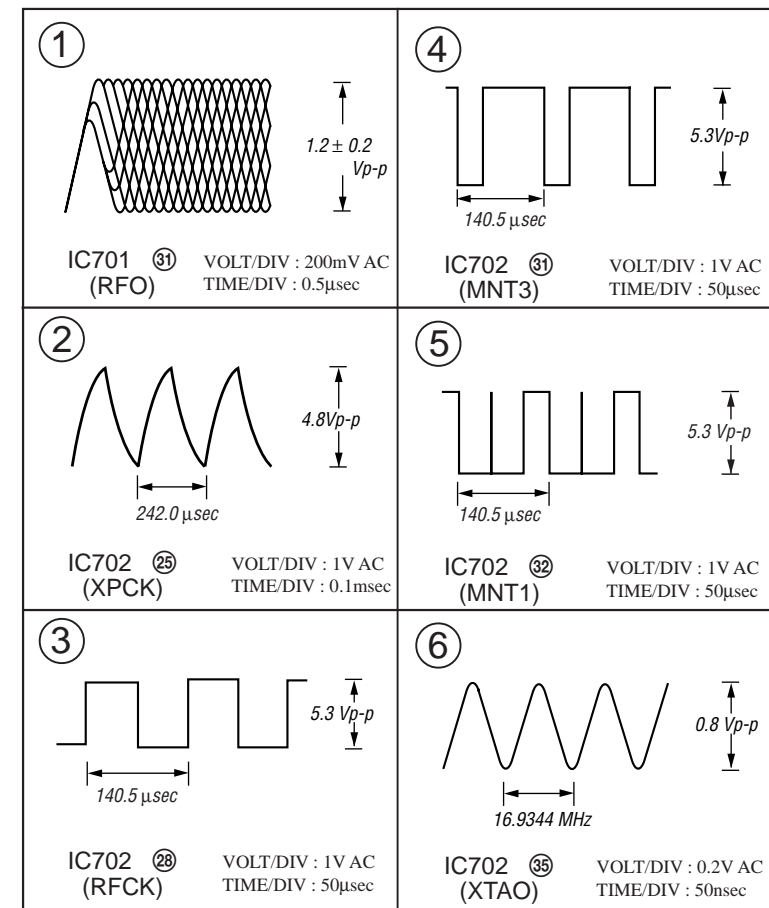 ①
1.2 ± 0.2
Vp-p
IC701 ㉛ VOLT/DIV : 200mV AC
(RFO) TIME/DIV : 0.5µsec
②
4.8Vp-p
242.0 µsec
IC702 ㉕ VOLT/DIV : 1V AC
(XPCK) TIME/DIV : 0.1msec
③
5.3 Vp-p
140.5 µsec
IC702 ㉘ VOLT/DIV : 1V AC
(RFCK) TIME/DIV : 50µsec
④
5.3Vp-p
140.5 µsec
IC702 ㉛ VOLT/DIV : 1V AC
(MNT3) TIME/DIV : 50µsec
⑤
5.3 Vp-p
140.5 µsec
IC702 ㉜ VOLT/DIV : 1V AC
(MNT1) TIME/DIV : 50µsec
⑥
0.8 Vp-p
16.9344 MHz
IC702 ㉟ VOLT/DIV : 0.2V AC
(XTAO) TIME/DIV : 50nsec